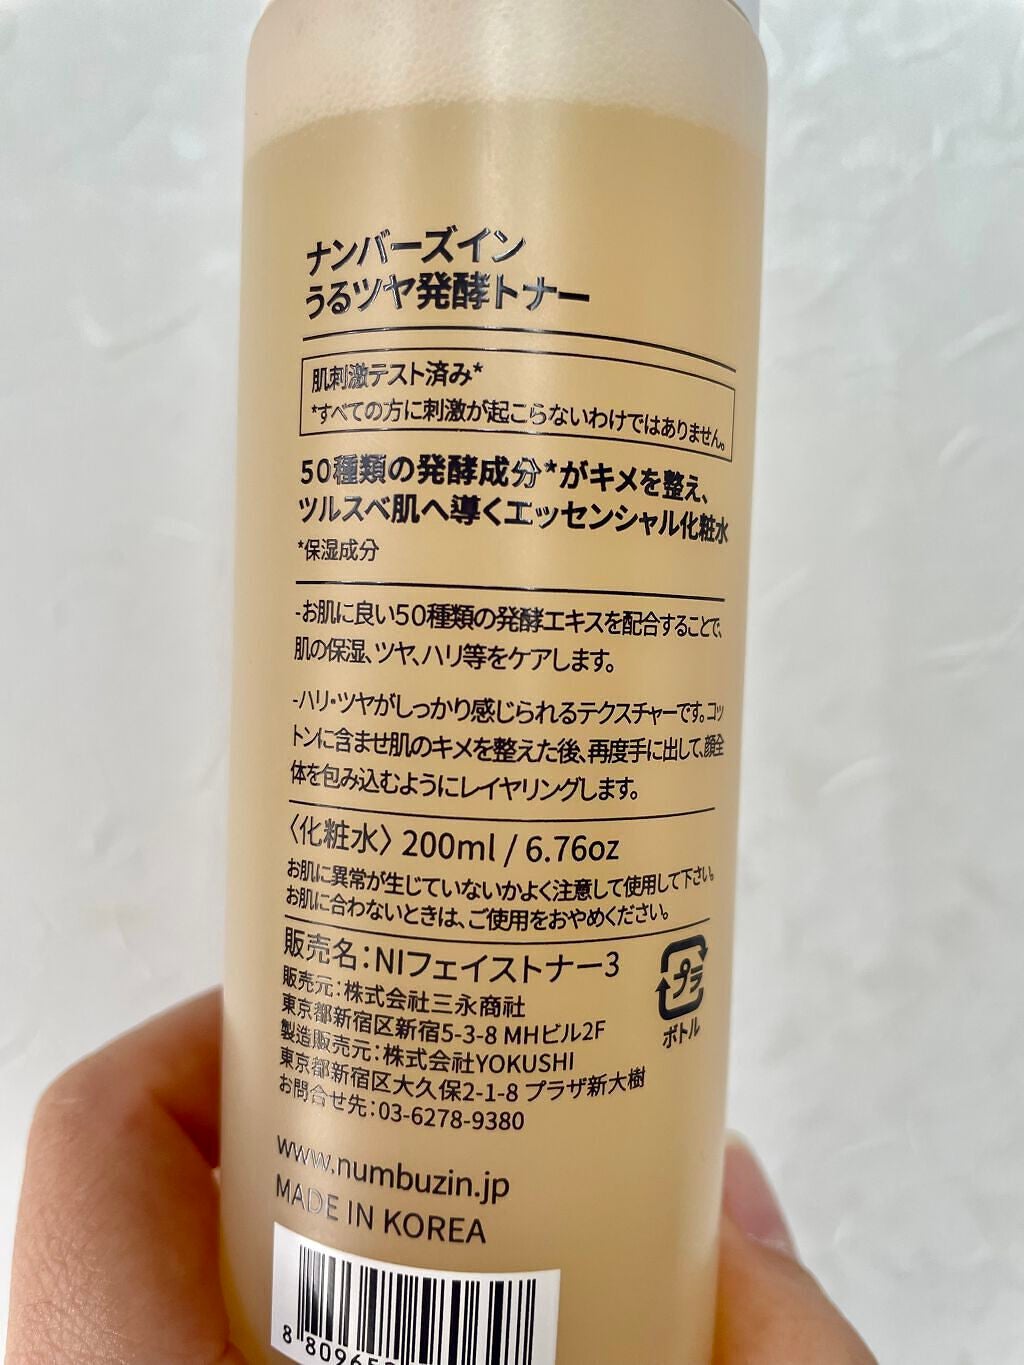 ナンバーズイン
うるツヤ発酵トナー
肌刺激テスト済み*
*すべての方に刺激が起こらないわけではありません。
50種類の発酵成分*がキメを整え、
ツルスベ肌へ導くエッセンシャル化粧水
*保湿成分
-お肌に良い50種類の発酵エキスを配合することで、
肌の保湿、ツヤ、ハリ等をケアします。
-ハリ・ツヤがしっかり感じられるテクスチャーです。コッ
トンに含ませ肌のキメを整えた後、再度手に出して、顔全
体を包み込むようにレイヤリングします。
〈化粧水〉200ml / 6.76oz
お肌に異常が生じていないかよく注意して使用して下さい。
お肌に合わないときは、ご使用をおやめください。
販売名：NIフェイストナー3
販売元：株式会社三永商社
東京都新宿区新宿5-3-8 MHビル2F
製造販売元：株式会社YOKUSHI
東京都新宿区大久保2-1-8 プラザ新大樹
お問合せ先：03-6278-9380
プラ
ボトル
www.numbuzin.jp
MADE IN KOREA